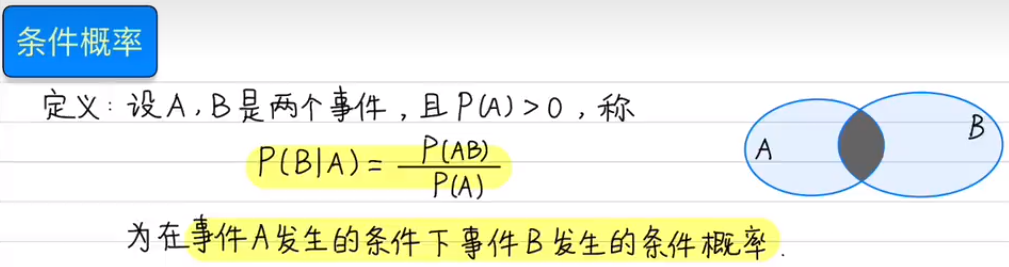 条件概率
定义：设A，B是两个事件，且P(A)>0，称
P(B|A)=P(AB)/P(A)
为在事件A发生的条件下事件B发生的条件概率.
A
B